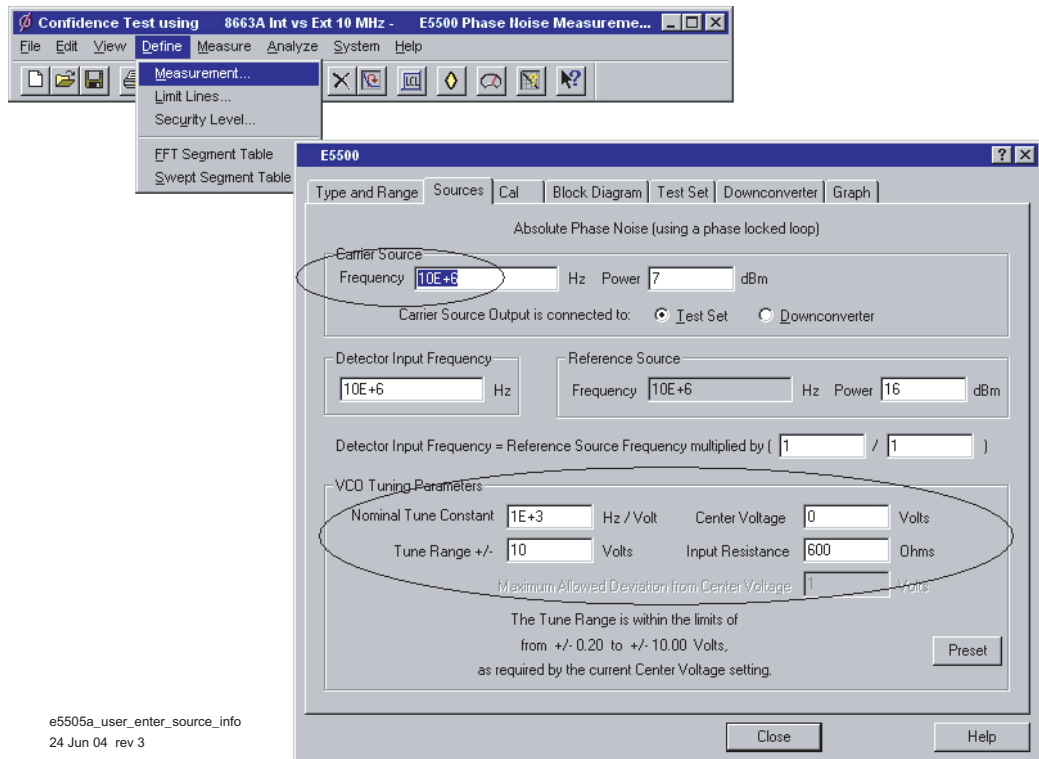 Confidence Test using 8663A Int vs Ext 10 MHz - E5500 Phase Noise Measureme...
File Edit View Define Measure Analyze System Help
Measurement...
Limit Lines...
Security Level...
FFT Segment Table
Swept Segment Table
LCL
E5500
Type and Range Sources Cal Block Diagram Test Set Downconverter Graph
Absolute Phase Noise (using a phase locked loop)
Carrier Source
Frequency 10E+6 Hz Power 7 dBm
Carrier Source Output is connected to: Test Set Downconverter
Detector Input Frequency
10E+6 Hz
Reference Source
Frequency 10E+6 Hz Power 16 dBm
Detector Input Frequency = Reference Source Frequency multiplied by ( 1 / 1 )
VCO Tuning Parameters
Nominal Tune Constant 1E+3 Hz / Volt Center Voltage 0 Volts
Tune Range +/- 10 Volts Input Resistance 600 Ohms
Maximum Allowed Deviation from Center Voltage 1 Volts
The Tune Range is within the limits of
from +/- 0.20 to +/- 10.00 Volts,
as required by the current Center Voltage setting.
Preset
Close Help
e5505a_user_enter_source_info
24 Jun 04 rev 3